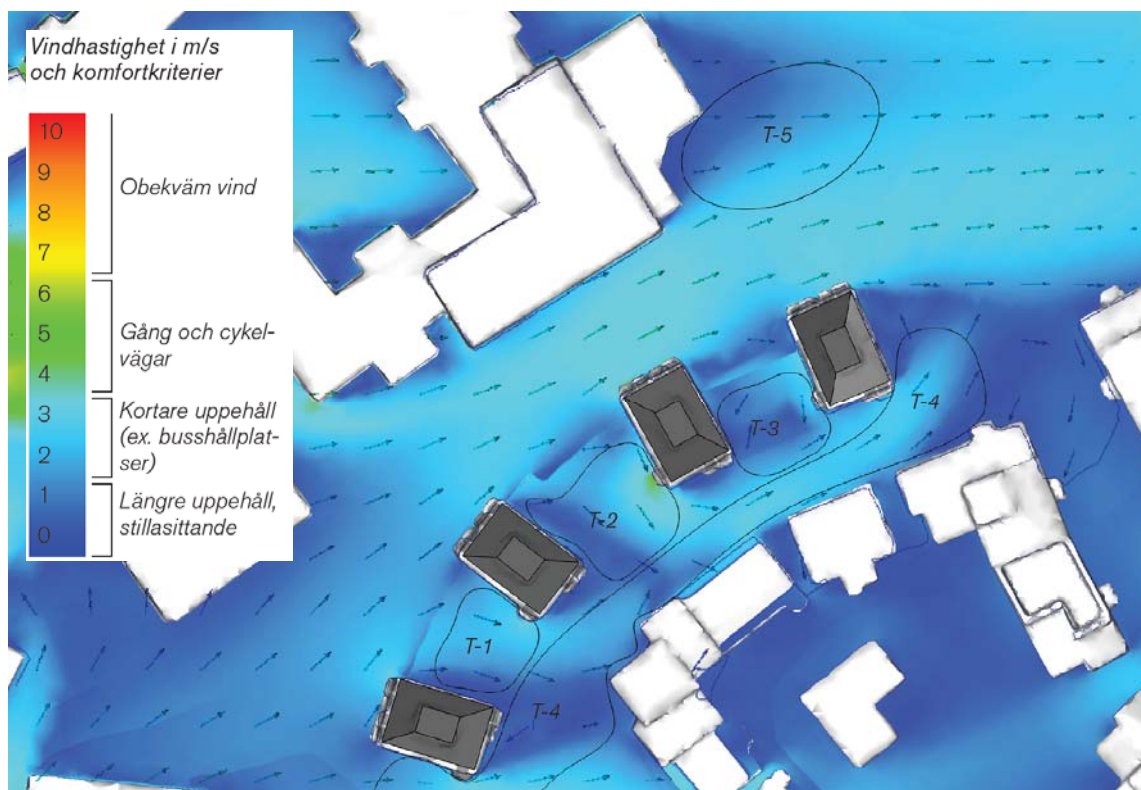 Vindhastighet i m/s
och komfortkriterier
10
9
8
7
6
5
4
3
2
1
0
Obekväm vind
Gång och cykel-
vägar
Kortare uppehåll
(ex. busshållplat-
ser)
Längre uppehåll,
stillasittande
T-5
T-4
T-3
T-2
T-1
T-4